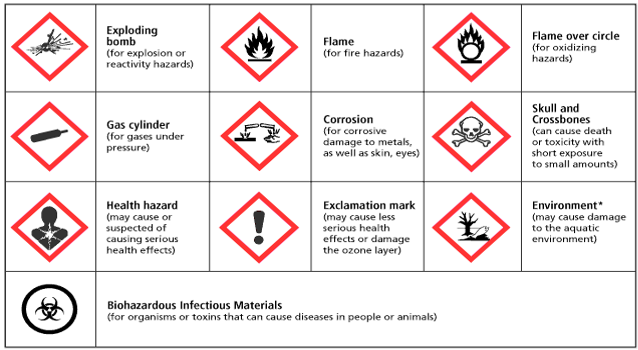 Exploding
bomb
(for explosion or
reactivity hazards)
Flame
(for fire hazards)
Flame over circle
(for oxidizing
hazards)
Gas cylinder
(for gases under
pressure)
Corrosion
(for corrosive
damage to metals,
as well as skin, eyes)
Skull and
Crossbones
(can cause death
or toxicity with
short exposure
to small amounts)
Health hazard
(may cause or
suspected of
causing serious
health effects)
Exclamation mark
(may cause less
serious health
effects or damage
the ozone layer)
Environment*
(may cause damage
to the aquatic
environment)
Biohazardous Infectious Materials
(for organisms or toxins that can cause diseases in people or animals)